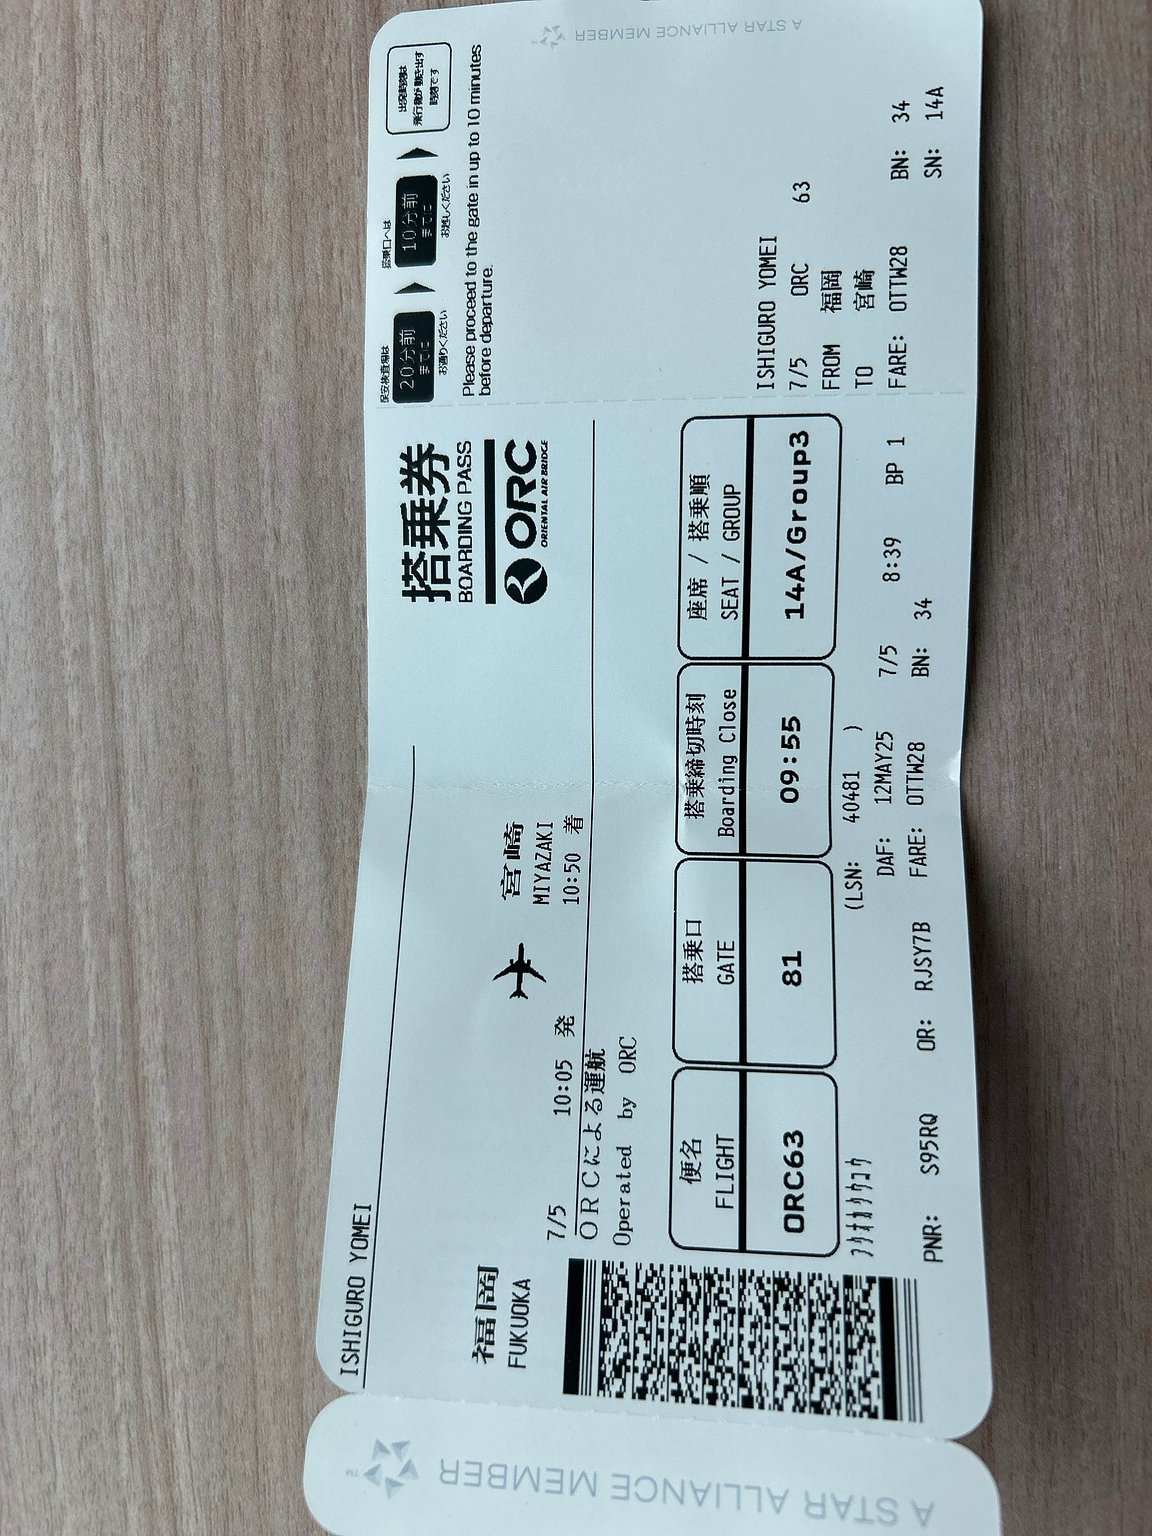 ISHIGURO YOMEI
搭乗券
BOARDING PASS
ORC
ORIENTAL AIR BRIDGE
福岡
FUKUOKA
宮崎
MIYAZAKI
7/5 10:05 発 10:50 着
ORCによる運航
Operated by ORC
便名
FLIGHT
ORC63
搭乗口
GATE
81
搭乗締切時刻
Boarding Close
09:55
座席 / 搭乗順
SEAT / GROUP
14A/Group3
(LSN: 40481 )
DAF: 12MAY25 7/5 8:39 BP 1
PNR: S95RQ OR: RJSY7B FARE: OTTW28 BN: 34
保安検査場は
20分前
までに
お通りください
搭乗口へは
10分前
までに
お越しください
出発時刻は
飛行機が動き出す
時刻です
Please proceed to the gate in up to 10 minutes
before departure.
ISHIGURO YOMEI
7/5 ORC 63
FROM 福岡
TO 宮崎
FARE: OTTW28 BN: 34
SN: 14A
A STAR ALLIANCE MEMBER
A STAR ALLIANCE MEMBER
TM